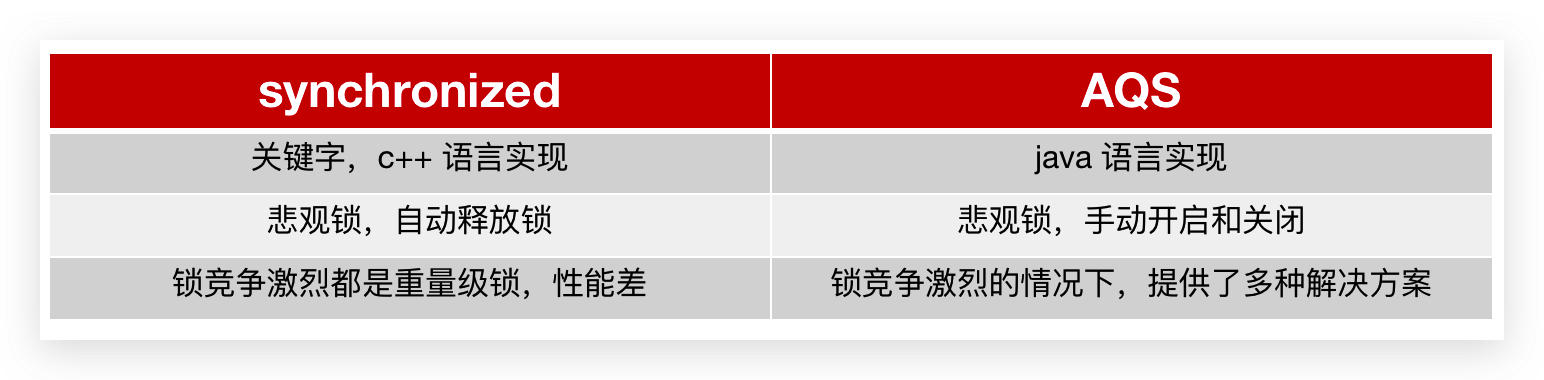 synchronized AQS
关键字，c++ 语言实现 java 语言实现
悲观锁，自动释放锁 悲观锁，手动开启和关闭
锁竞争激烈都是重量级锁，性能差 锁竞争激烈的情况下，提供了多种解决方案